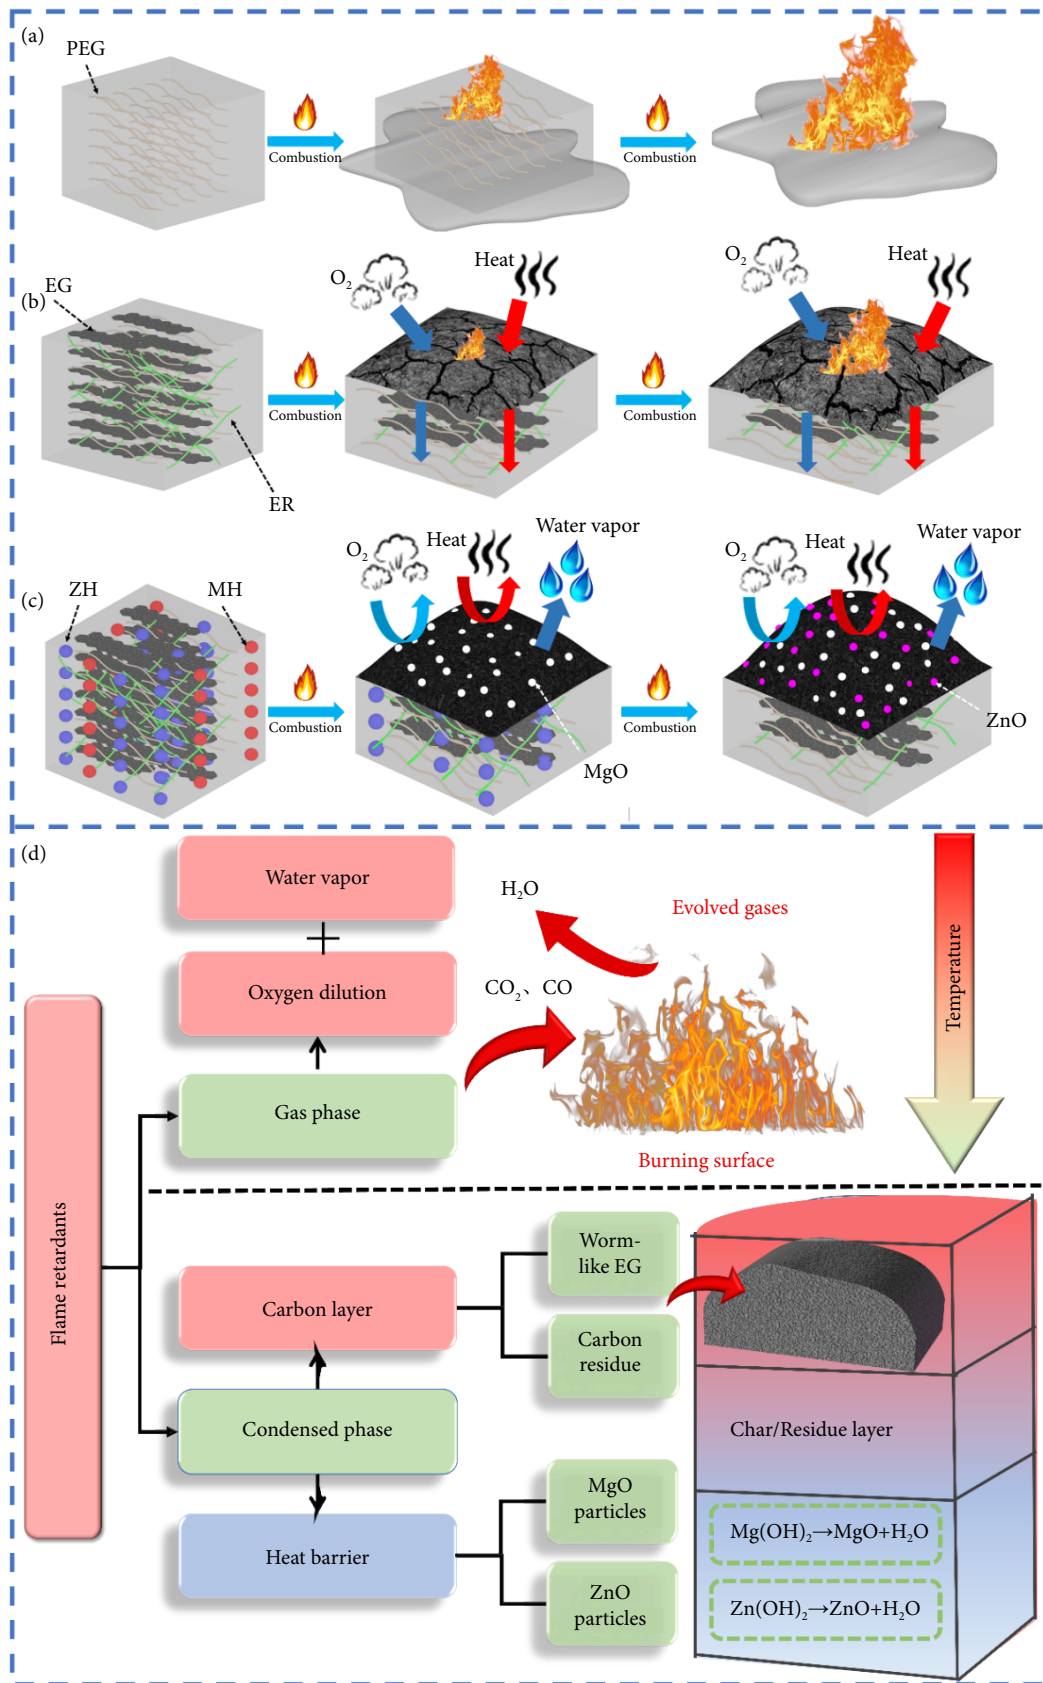 (a)
PEG
Combustion
Combustion
(b)
EG
ER
Combustion
O₂
Heat
Combustion
O₂
Heat
(c)
ZH
MH
Combustion
O₂
Heat
Water vapor
MgO
Combustion
O₂
Heat
Water vapor
ZnO
(d)
Flame retardants
Water vapor
+
Oxygen dilution
Gas phase
H₂O
CO₂、CO
Evolved gases
Burning surface
Temperature
Carbon layer
Condensed phase
Heat barrier
Worm-
like EG
Carbon
residue
MgO
particles
ZnO
particles
Char/Residue layer
Mg(OH)₂→MgO+H₂O
Zn(OH)₂→ZnO+H₂O